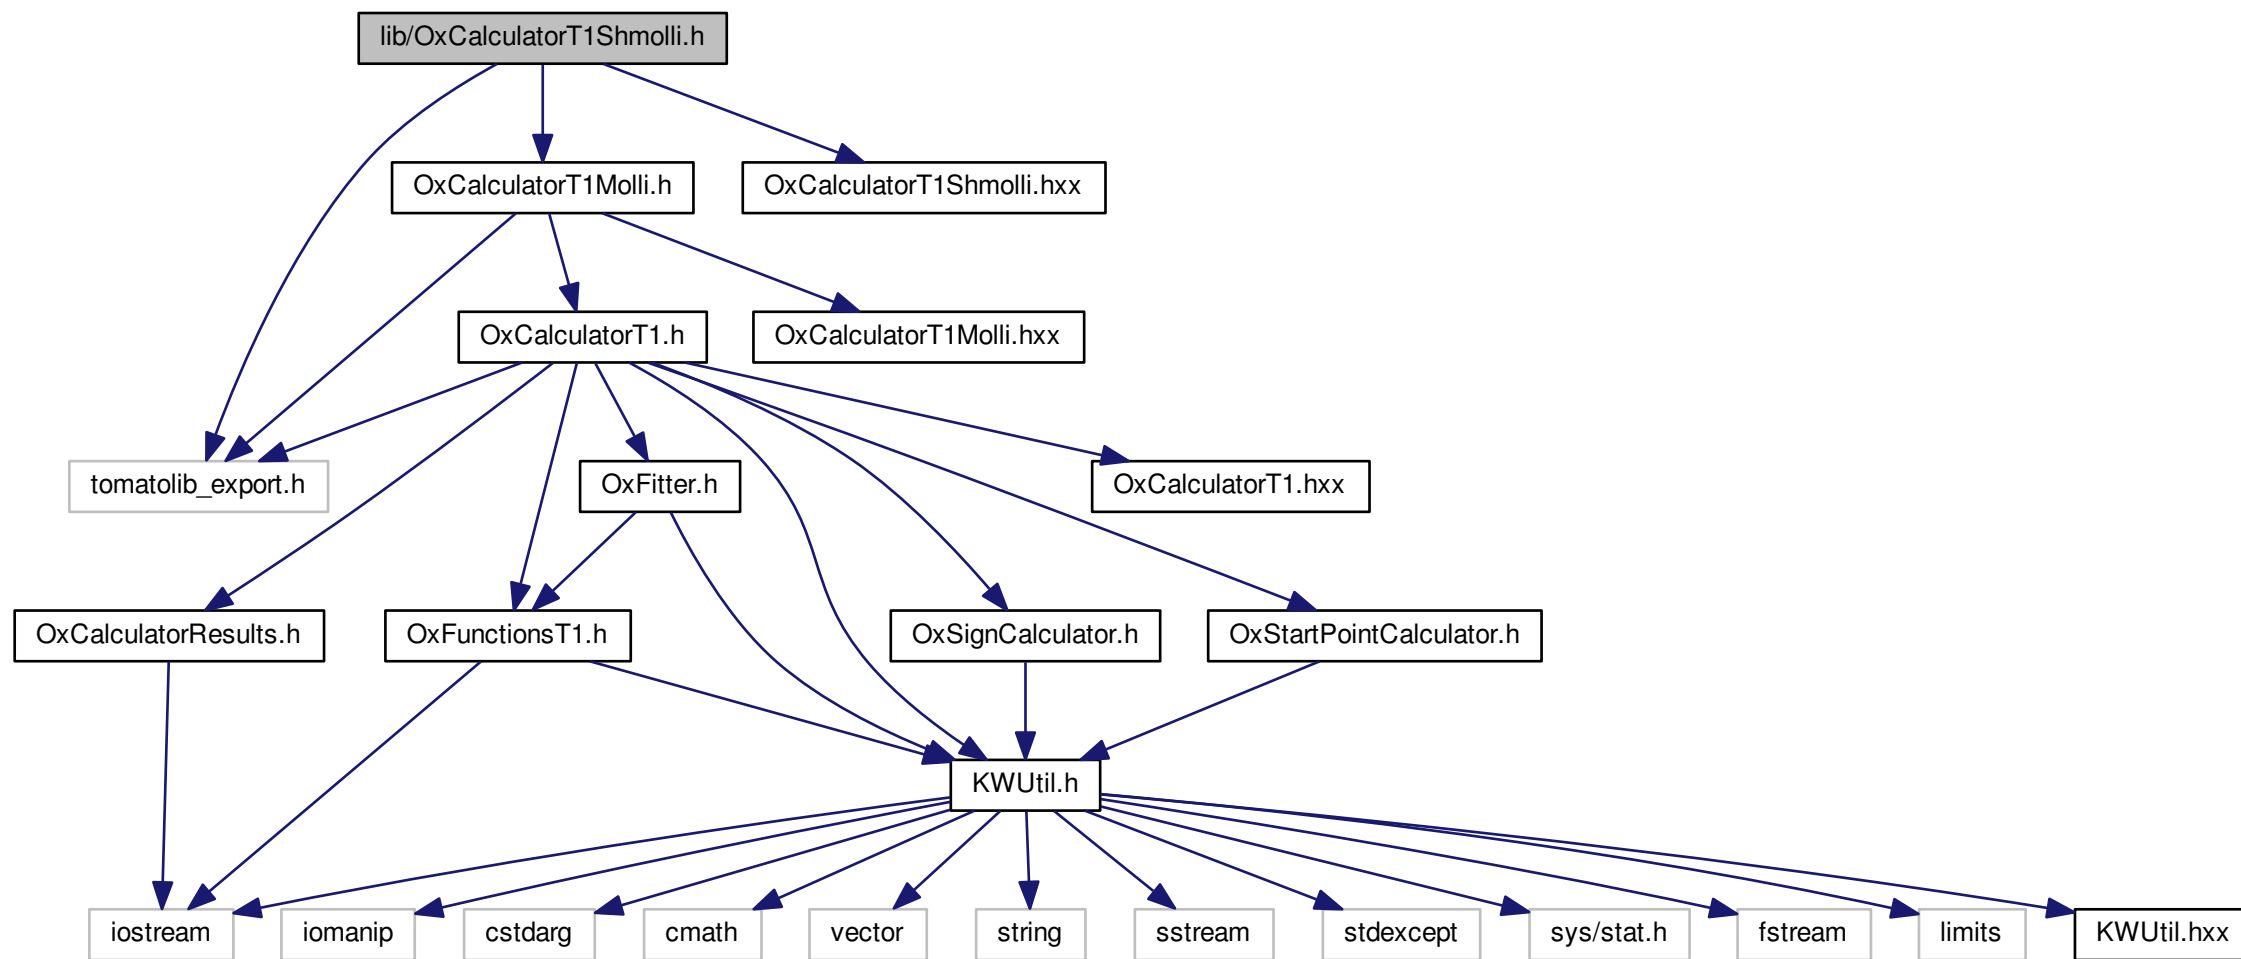 lib/OxCalculatorT1Shmolli.h
OxCalculatorT1Molli.h
OxCalculatorT1Shmolli.hxx
OxCalculatorT1.h
OxCalculatorT1Molli.hxx
tomatolib_export.h
OxFitter.h
OxCalculatorT1.hxx
OxCalculatorResults.h
OxFunctionsT1.h
OxSignCalculator.h
OxStartPointCalculator.h
KWUtil.h
iostream
iomanip
cstdarg
cmath
vector
string
sstream
stdexcept
sys/stat.h
fstream
limits
KWUtil.hxx